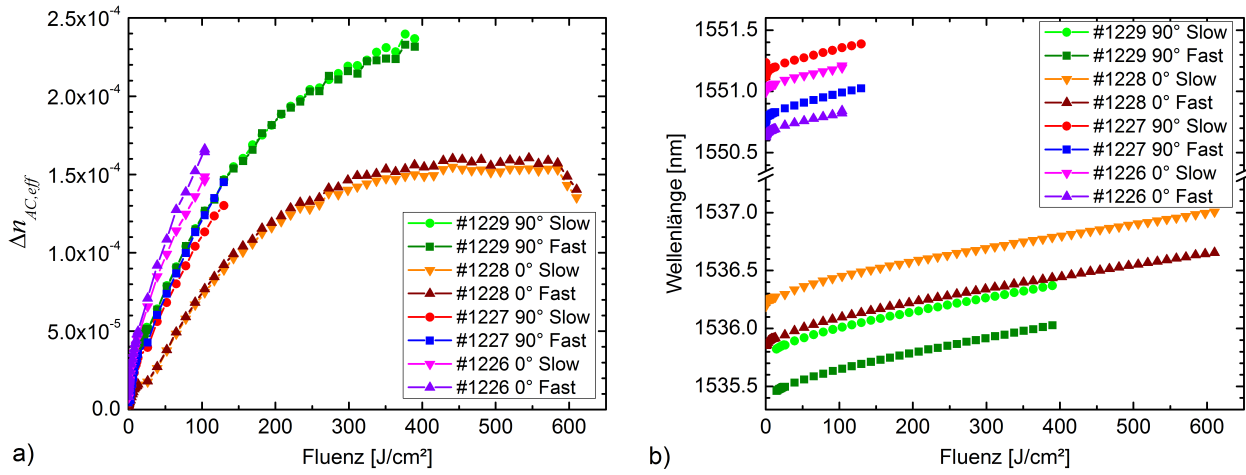 2.5x10⁻⁴
2.0x10⁻⁴
1.5x10⁻⁴
1.0x10⁻⁴
5.0x10⁻⁵
0.0
Δn AC,eff
0 100 200 300 400 500 600
Fluenz [J/cm²]
#1229 90° Slow
#1229 90° Fast
#1228 0° Slow
#1228 0° Fast
#1227 90° Slow
#1227 90° Fast
#1226 0° Slow
#1226 0° Fast
a)
1551.5
1551.0
1550.5
1537.0
1536.5
1536.0
1535.5
Wellenlänge [nm]
0 100 200 300 400 500 600
Fluenz [J/cm²]
#1229 90° Slow
#1229 90° Fast
#1228 0° Slow
#1228 0° Fast
#1227 90° Slow
#1227 90° Fast
#1226 0° Slow
#1226 0° Fast
b)